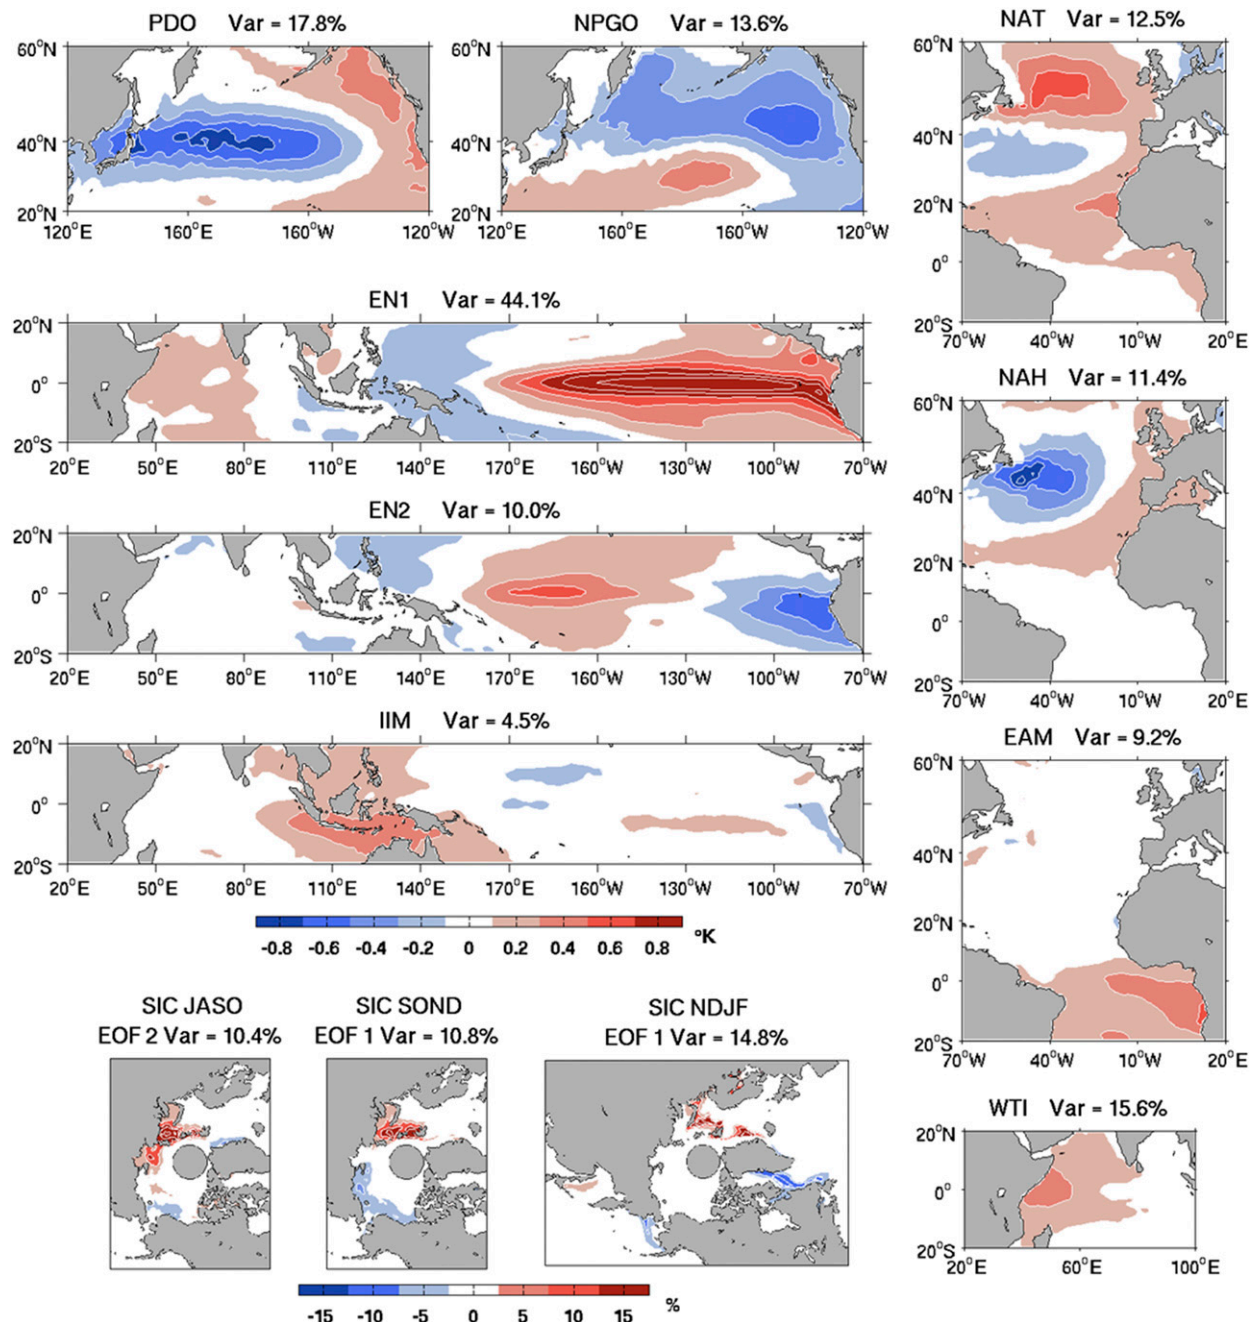 PDO Var = 17.8%
60°N
40°N
20°N
120°E 160°E 160°W 120°W
NPGO Var = 13.6%
60°N
40°N
20°N
120°E 160°E 160°W 120°W
NAT Var = 12.5%
60°N
40°N
20°N
0°
20°S
70°W 40°W 10°W 20°E
EN1 Var = 44.1%
20°N
0°
20°S
20°E 50°E 80°E 110°E 140°E 170°E 160°W 130°W 100°W 70°W
NAH Var = 11.4%
60°N
40°N
20°N
0°
20°S
70°W 40°W 10°W 20°E
EN2 Var = 10.0%
20°N
0°
20°S
20°E 50°E 80°E 110°E 140°E 170°E 160°W 130°W 100°W 70°W
IIM Var = 4.5%
20°N
0°
20°S
20°E 50°E 80°E 110°E 140°E 170°E 160°W 130°W 100°W 70°W
-0.8 -0.6 -0.4 -0.2 0 0.2 0.4 0.6 0.8 °K
EAM Var = 9.2%
60°N
40°N
20°N
0°
20°S
70°W 40°W 10°W 20°E
SIC JASO
EOF 2 Var = 10.4%
SIC SOND
EOF 1 Var = 10.8%
SIC NDJF
EOF 1 Var = 14.8%
-15 -10 -5 0 5 10 15 %
WTI Var = 15.6%
20°N
0°
20°S
20°E 60°E 100°E